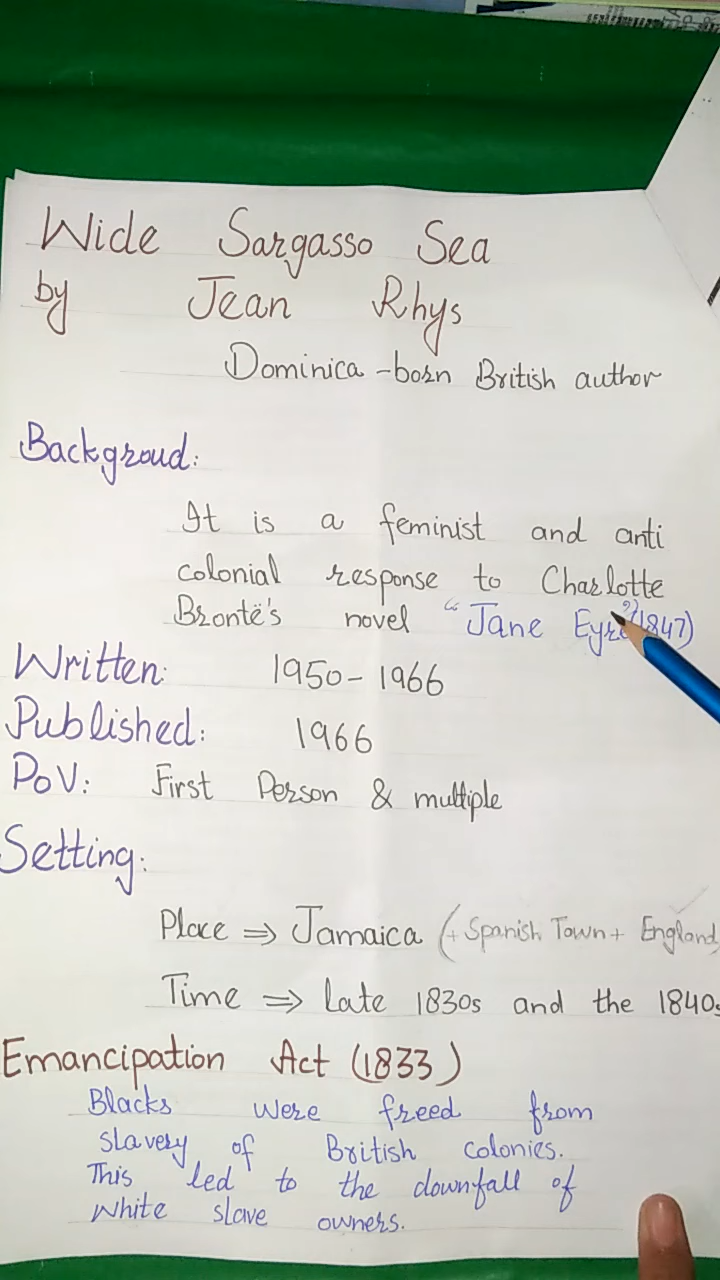 Wide Sargasso Sea
by Jean Rhys
Dominica-born British author
Backgroud:
It is a feminist and anti
colonial response to Charlotte
Brontë's novel "Jane Eyre" (1847)
Written: 1950-1966
Published: 1966
PoV: First Person & multiple
Setting:
Place ⇒ Jamaica (+ Spanish Town + England)
Time ⇒ Late 1830s and the 1840s
Emancipation Act (1833)
Blacks were freed from
slavery of British colonies.
This led to the downfall of
White slave owners.